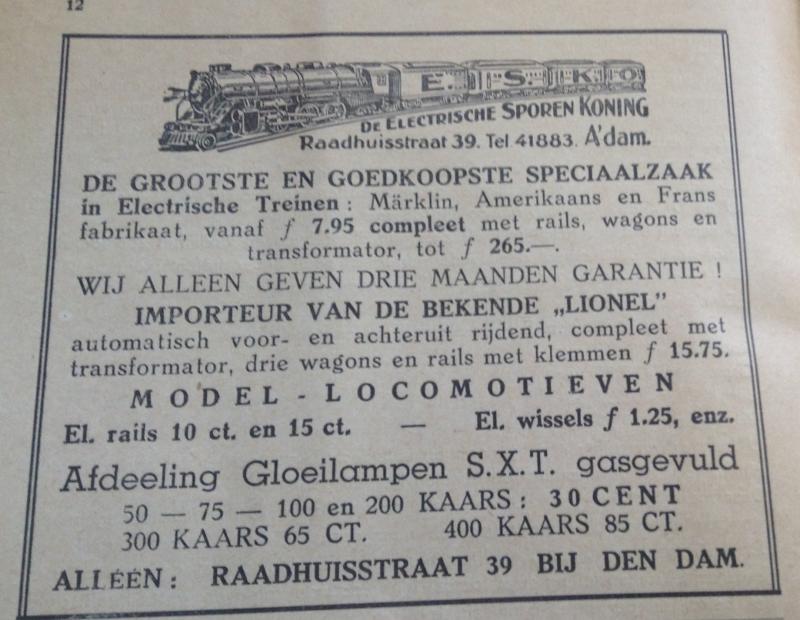 12
E.S.K.O
DE ELECTRISCHE SPOREN KONING
Raadhuisstraat 39. Tel 41883. A'dam.
DE GROOTSTE EN GOEDKOOPSTE SPECIAALZAAK
in Electrische Treinen: Märklin, Amerikaans en Frans
fabrikaat, vanaf f 7.95 compleet met rails, wagons en
transformator, tot f 265.—.
WIJ ALLEEN GEVEN DRIE MAANDEN GARANTIE !
IMPORTEUR VAN DE BEKENDE „LIONEL”
automatisch voor- en achteruit rijdend, compleet met
transformator, drie wagons en rails met klemmen f 15.75.
MODEL-LOCOMOTIEVEN
El. rails 10 ct. en 15 ct. — El. wissels f 1.25, enz.
Afdeeling Gloeilampen S.X.T. gasgevuld
50 — 75 — 100 en 200 KAARS: 30 CENT
300 KAARS 65 CT. 400 KAARS 85 CT.
ALLÉÉN: RAADHUISSTRAAT 39 BIJ DEN DAM.